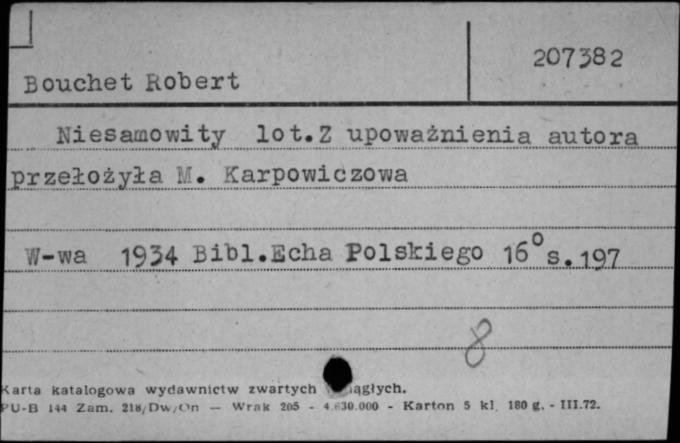 207382
Bouchet Robert
Niesamowity lot.Z upoważnienia autora
przełożyła M. Karpowiczowa
W-wa 1934 Bibl.Echa Polskiego 16° s.197
8
Karta katalogowa wydawnictw zwartych ciągłych.
PU-B 144 Zam. 218/Dw/On — Wrak 205 - 4.630.000 - Karton 5 kl. 180 g. - III.72.